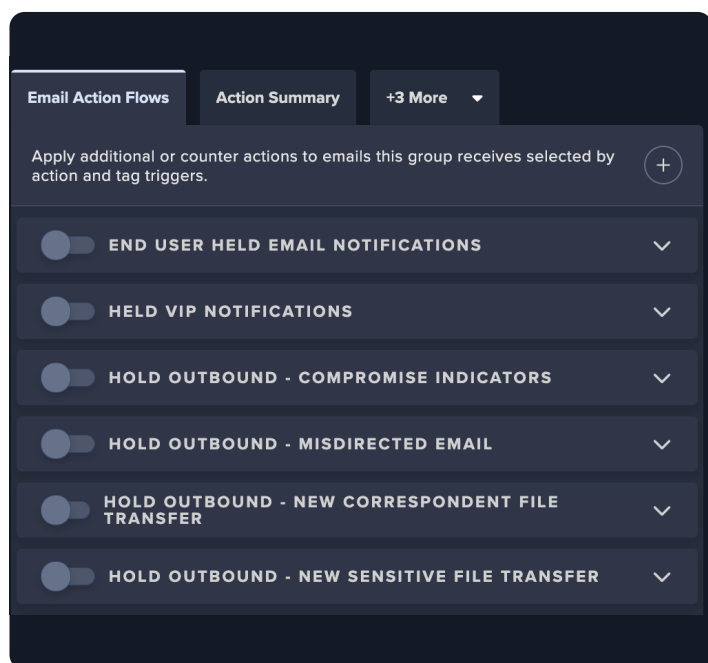 Email Action Flows
Action Summary
+3 More
Apply additional or counter actions to emails this group receives selected by
action and tag triggers.
END USER HELD EMAIL NOTIFICATIONS
HELD VIP NOTIFICATIONS
HOLD OUTBOUND - COMPROMISE INDICATORS
HOLD OUTBOUND - MISDIRECTED EMAIL
HOLD OUTBOUND - NEW CORRESPONDENT FILE
TRANSFER
HOLD OUTBOUND - NEW SENSITIVE FILE TRANSFER